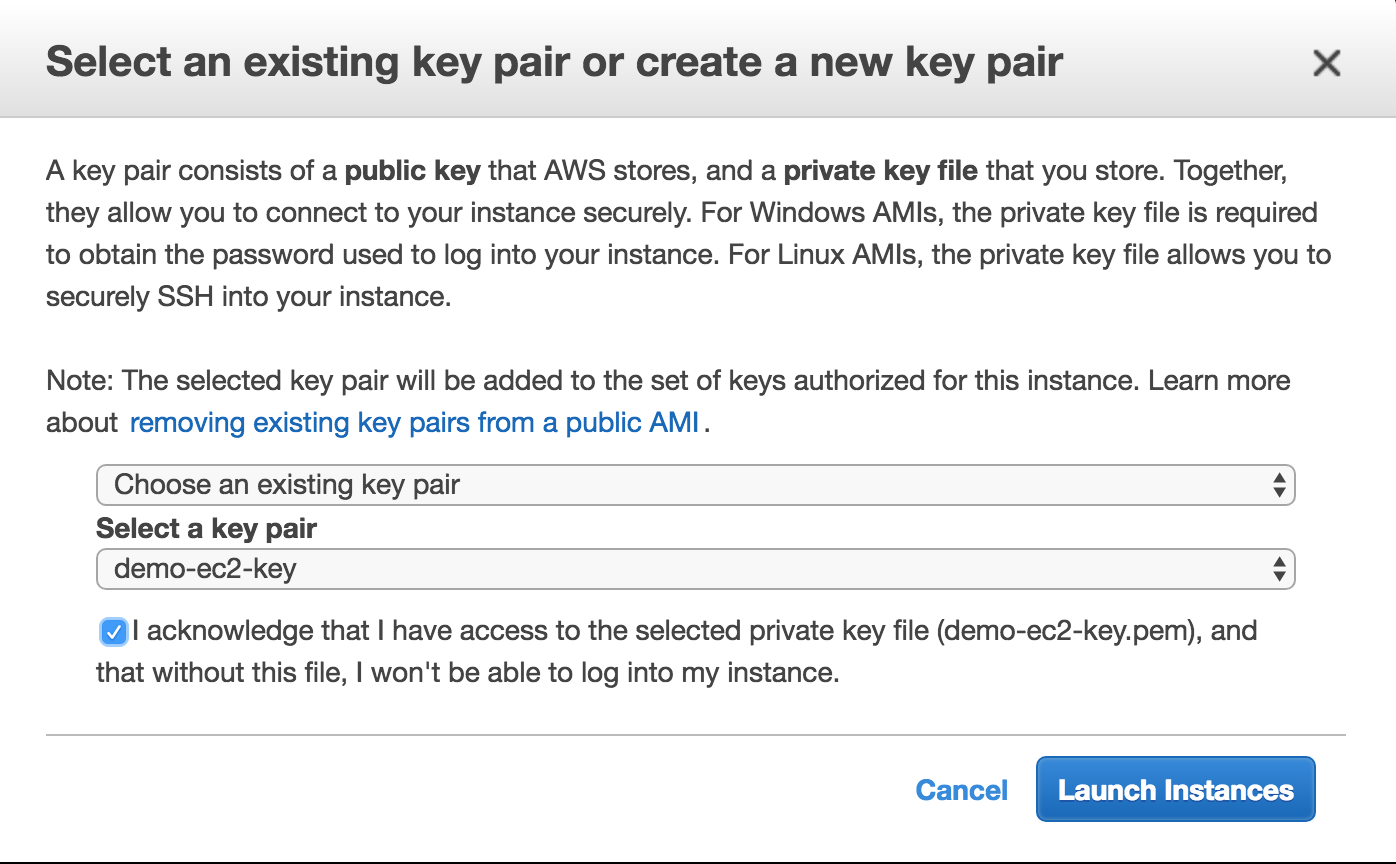 Select an existing key pair or create a new key pair
A key pair consists of a public key that AWS stores, and a private key file that you store. Together,
they allow you to connect to your instance securely. For Windows AMIs, the private key file is required
to obtain the password used to log into your instance. For Linux AMIs, the private key file allows you to
securely SSH into your instance.
Note: The selected key pair will be added to the set of keys authorized for this instance. Learn more
about removing existing key pairs from a public AMI .
Choose an existing key pair
Select a key pair
demo-ec2-key
I acknowledge that I have access to the selected private key file (demo-ec2-key.pem), and
that without this file, I won't be able to log into my instance.
Cancel Launch Instances